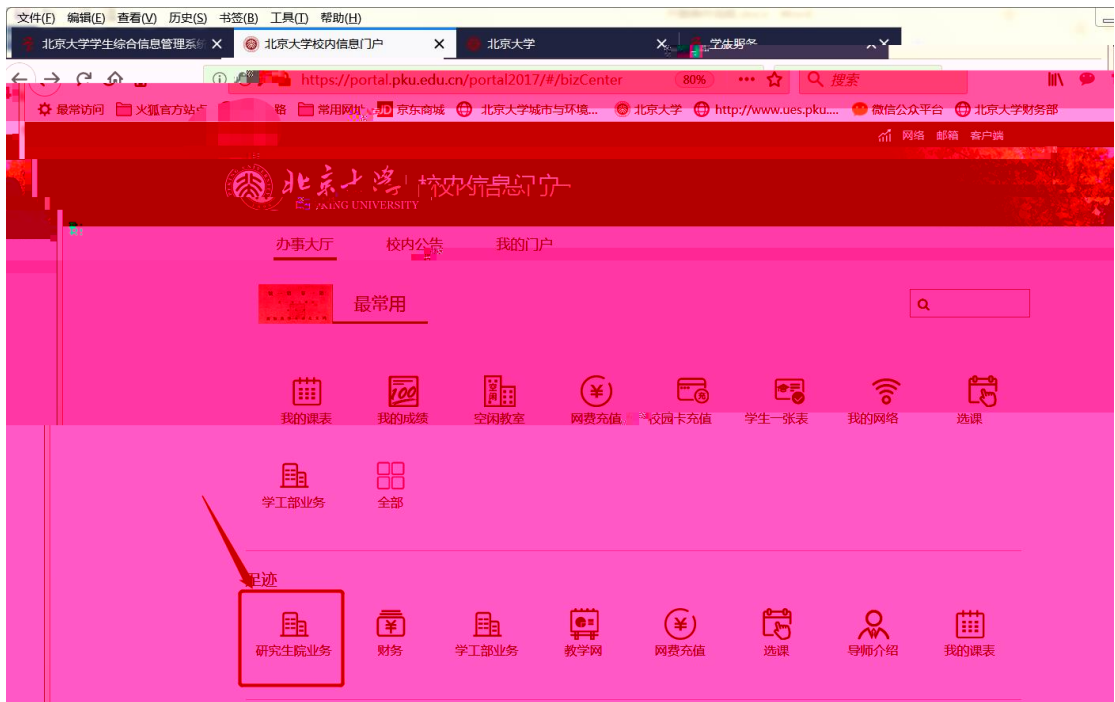 文件(F) 编辑(E) 查看(V) 历史(S) 书签(B) 工具(T) 帮助(H)
北京大学学生综合信息管理系统 × 北京大学校内信息门户 × 北京大学 × 学生服务 ×
https://portal.pku.edu.cn/portal2017/#/bizCenter 80% 搜索
最常访问 火狐官方站点 常用网址 JD 京东商城 北京大学城市与环境... 北京大学 http://www.ues.pku.... 微信公众平台 北京大学财务部
网络 邮箱 客户端
北京大学 校内信息门户
PEKING UNIVERSITY
办事大厅 校内公告 我的门户
最常用
我的课表 我的成绩 空闲教室 网费充值 校园卡充值 学生一张表 我的网络 选课
学工部业务 全部
足迹
研究生院业务 财务 学工部业务 教学网 网费充值 选课 导师介绍 我的课表